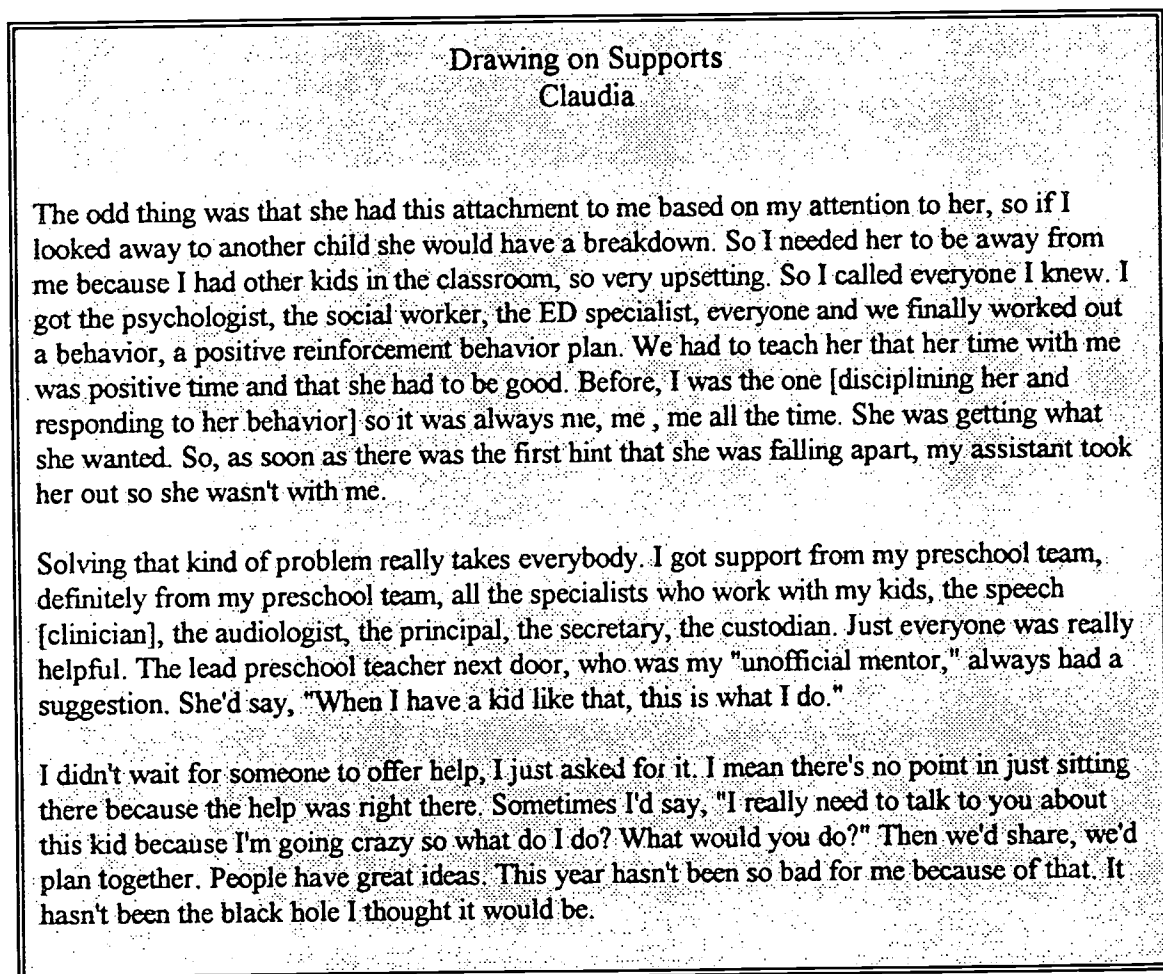 Drawing on Supports
Claudia
The odd thing was that she had this attachment to me based on my attention to her, so if I
looked away to another child she would have a breakdown. So I needed her to be away from
me because I had other kids in the classroom, so very upsetting. So I called everyone I knew. I
got the psychologist, the social worker, the ED specialist, everyone and we finally worked out
a behavior, a positive reinforcement behavior plan. We had to teach her that her time with me
was positive time and that she had to be good. Before, I was the one [disciplining her and
responding to her behavior] so it was always me, me , me all the time. She was getting what
she wanted. So, as soon as there was the first hint that she was falling apart, my assistant took
her out so she wasn't with me.
Solving that kind of problem really takes everybody. I got support from my preschool team,
definitely from my preschool team, all the specialists who work with my kids, the speech
[clinician], the audiologist, the principal, the secretary, the custodian. Just everyone was really
helpful. The lead preschool teacher next door, who was my "unofficial mentor," always had a
suggestion. She'd say, "When I have a kid like that, this is what I do."
I didn't wait for someone to offer help, I just asked for it. I mean there's no point in just sitting
there because the help was right there. Sometimes I'd say, "I really need to talk to you about
this kid because I'm going crazy so what do I do? What would you do?" Then we'd share, we'd
plan together. People have great ideas. This year hasn't been so bad for me because of that. It
hasn't been the black hole I thought it would be.